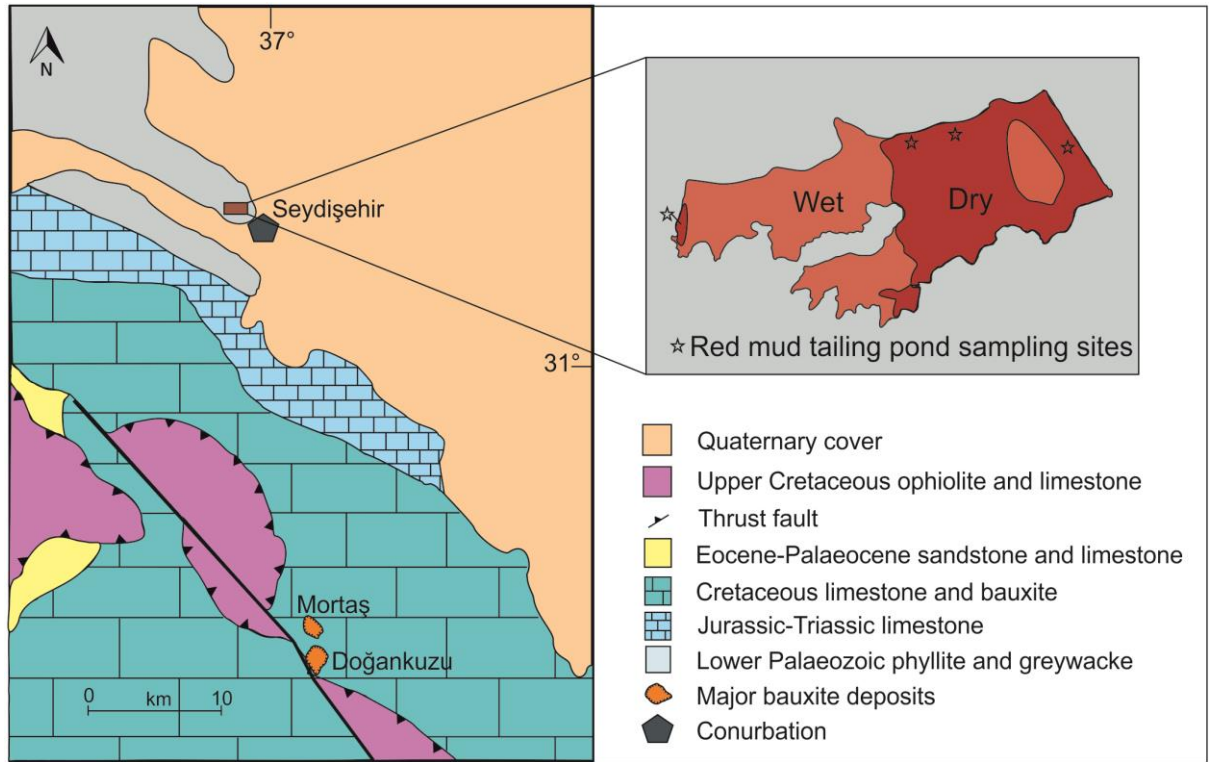 37°
N
Seydişehir
31°
Mortaş
Doğankuzu
0 km 10
Wet
Dry
Red mud tailing pond sampling sites
Quaternary cover
Upper Cretaceous ophiolite and limestone
Thrust fault
Eocene-Palaeocene sandstone and limestone
Cretaceous limestone and bauxite
Jurassic-Triassic limestone
Lower Palaeozoic phyllite and greywacke
Major bauxite deposits
Conurbation